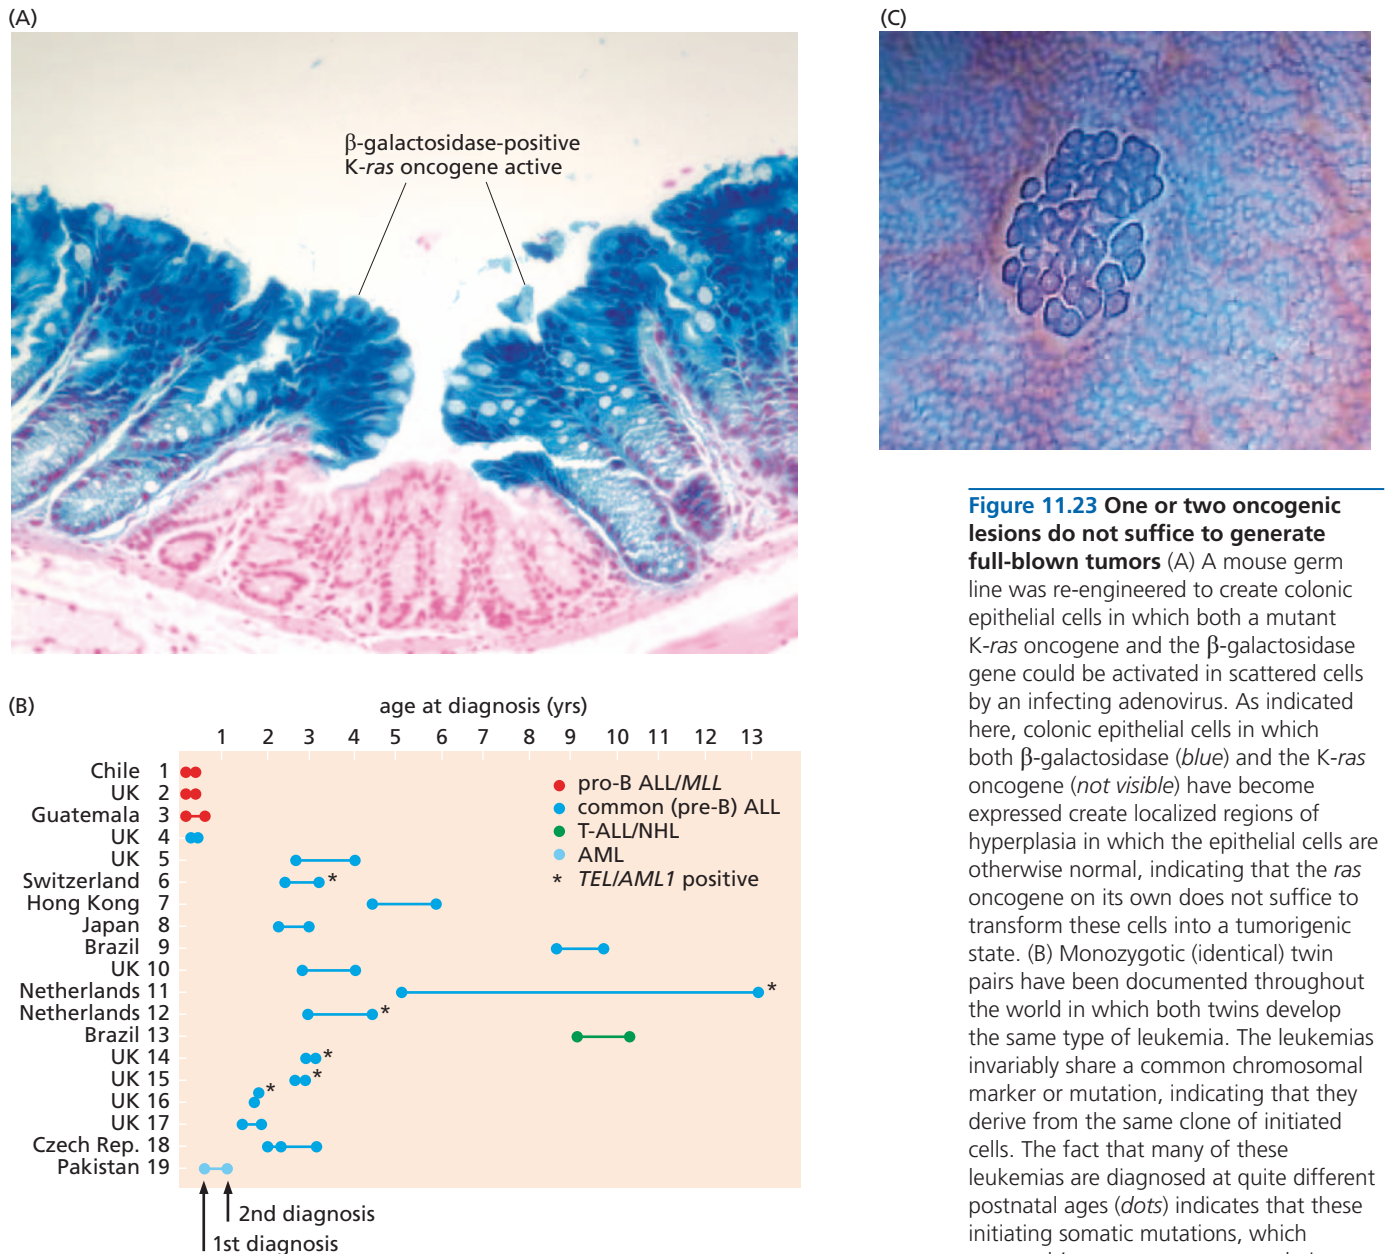 (A)
β-galactosidase-positive
K-ras oncogene active
(C)
(B)
age at diagnosis (yrs)
1 2 3 4 5 6 7 8 9 10 11 12 13
Chile 1
UK 2
Guatemala 3
UK 4
UK 5
Switzerland 6
Hong Kong 7
Japan 8
Brazil 9
UK 10
Netherlands 11
Netherlands 12
Brazil 13
UK 14
UK 15
UK 16
UK 17
Czech Rep. 18
Pakistan 19
pro-B ALL/MLL
common (pre-B) ALL
T-ALL/NHL
AML
* TEL/AML1 positive
*
*
*
*
*
*
2nd diagnosis
1st diagnosis
Figure 11.23 One or two oncogenic
lesions do not suffice to generate
full-blown tumors (A) A mouse germ
line was re-engineered to create colonic
epithelial cells in which both a mutant
K-ras oncogene and the β-galactosidase
gene could be activated in scattered cells
by an infecting adenovirus. As indicated
here, colonic epithelial cells in which
both β-galactosidase (blue) and the K-ras
oncogene (not visible) have become
expressed create localized regions of
hyperplasia in which the epithelial cells are
otherwise normal, indicating that the ras
oncogene on its own does not suffice to
transform these cells into a tumorigenic
state. (B) Monozygotic (identical) twin
pairs have been documented throughout
the world in which both twins develop
the same type of leukemia. The leukemias
invariably share a common chromosomal
marker or mutation, indicating that they
derive from the same clone of initiated
cells. The fact that many of these
leukemias are diagnosed at quite different
postnatal ages (dots) indicates that these
initiating somatic mutations, which